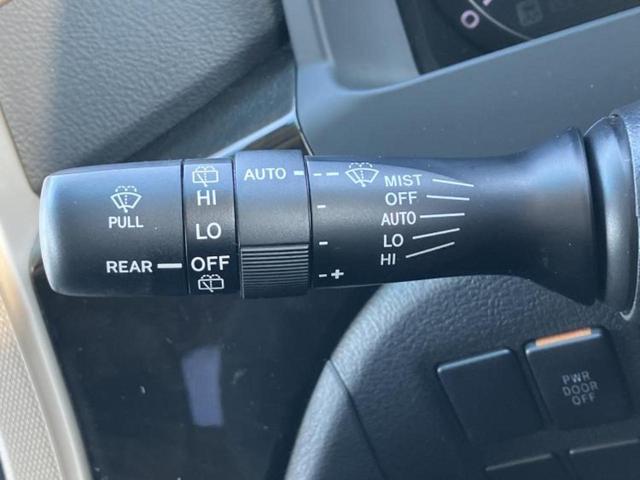 PULL
REAR
HI
LO
OFF
AUTO
- +
MIST
OFF
AUTO
LO
HI
PWR
DOOR
OFF